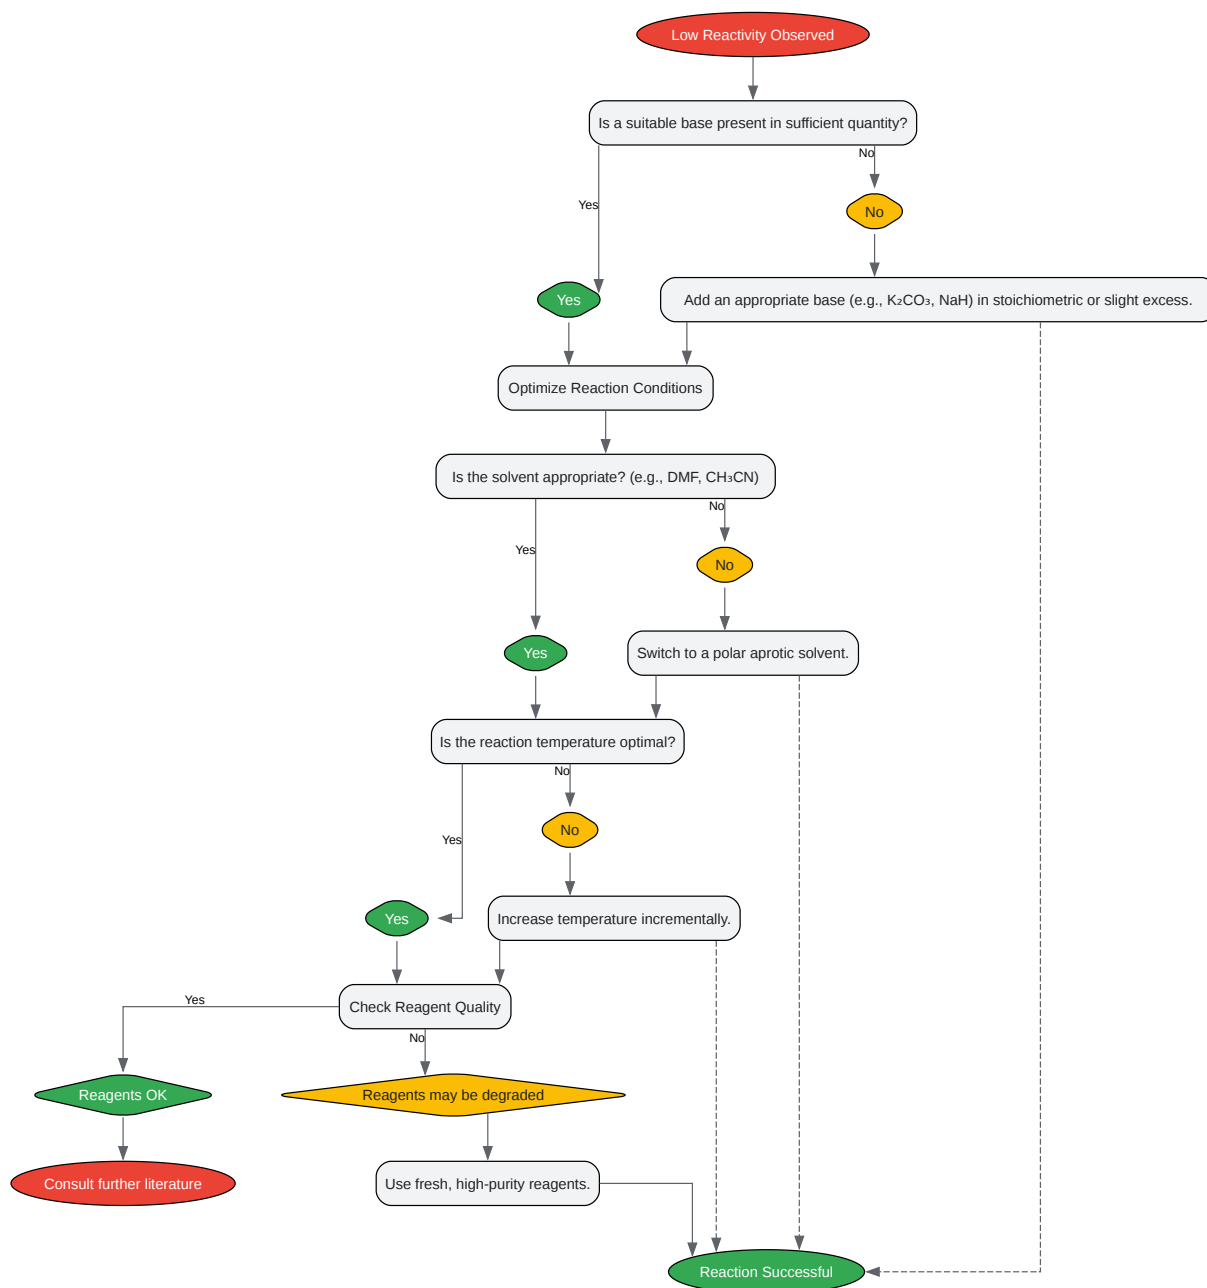 Low Reactivity Observed
Is a suitable base present in sufficient quantity?
No
Yes
No
Yes
Add an appropriate base (e.g., K₂CO₃, NaH) in stoichiometric or slight excess.
Optimize Reaction Conditions
Is the solvent appropriate? (e.g., DMF, CH₃CN)
No
Yes
No
Yes
Switch to a polar aprotic solvent.
Is the reaction temperature optimal?
No
No
Yes
Yes
Increase temperature incrementally.
Check Reagent Quality
Yes
No
Reagents OK
Reagents may be degraded
Consult further literature
Use fresh, high-purity reagents.
Reaction Successful